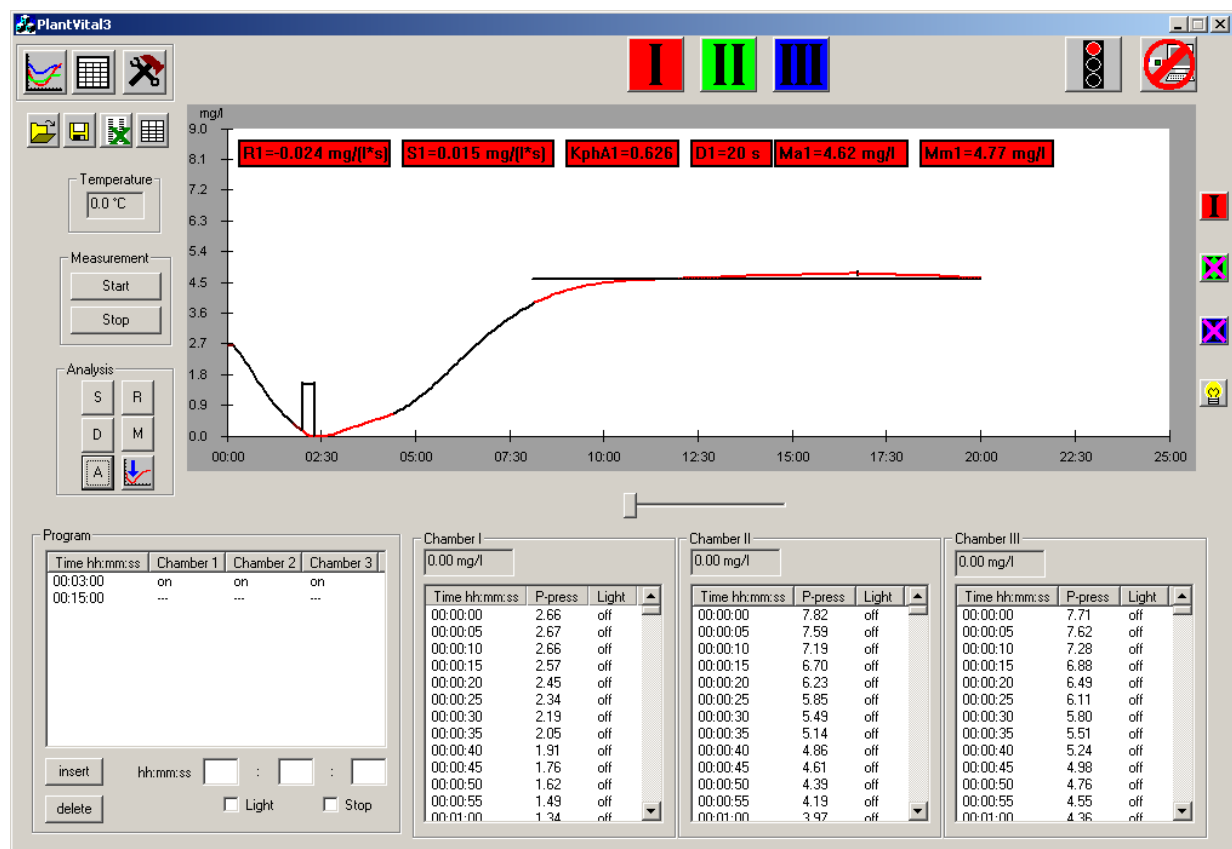 PlantVital3
I II III
mg/l
9.0
8.1
7.2
6.3
5.4
4.5
3.6
2.7
1.8
0.9
0.0
R1=-0.024 mg/(l*s) S1=0.015 mg/(l*s) KphA1=0.626 D1=20 s Ma1=4.62 mg/l Mm1=4.77 mg/l
00:00 02:30 05:00 07:30 10:00 12:30 15:00 17:30 20:00 22:30 25:00
Temperature
0.0 °C
Measurement
Start
Stop
Analysis
S R
D M
A
I
Program
Time hh:mm:ss Chamber 1 Chamber 2 Chamber 3
00:03:00 on on on
00:15:00 --- --- ---
insert hh:mm:ss : :
delete Light Stop
Chamber I
0.00 mg/l
Time hh:mm:ss P-press Light
00:00:00 2.66 off
00:00:05 2.67 off
00:00:10 2.66 off
00:00:15 2.57 off
00:00:20 2.45 off
00:00:25 2.34 off
00:00:30 2.19 off
00:00:35 2.05 off
00:00:40 1.91 off
00:00:45 1.76 off
00:00:50 1.62 off
00:00:55 1.49 off
00:01:00 1.34 off
Chamber II
0.00 mg/l
Time hh:mm:ss P-press Light
00:00:00 7.82 off
00:00:05 7.59 off
00:00:10 7.19 off
00:00:15 6.70 off
00:00:20 6.23 off
00:00:25 5.85 off
00:00:30 5.49 off
00:00:35 5.14 off
00:00:40 4.86 off
00:00:45 4.61 off
00:00:50 4.39 off
00:00:55 4.19 off
00:01:00 3.97 off
Chamber III
0.00 mg/l
Time hh:mm:ss P-press Light
00:00:00 7.71 off
00:00:05 7.62 off
00:00:10 7.28 off
00:00:15 6.88 off
00:00:20 6.49 off
00:00:25 6.11 off
00:00:30 5.80 off
00:00:35 5.51 off
00:00:40 5.24 off
00:00:45 4.98 off
00:00:50 4.76 off
00:00:55 4.55 off
00:01:00 4.36 off